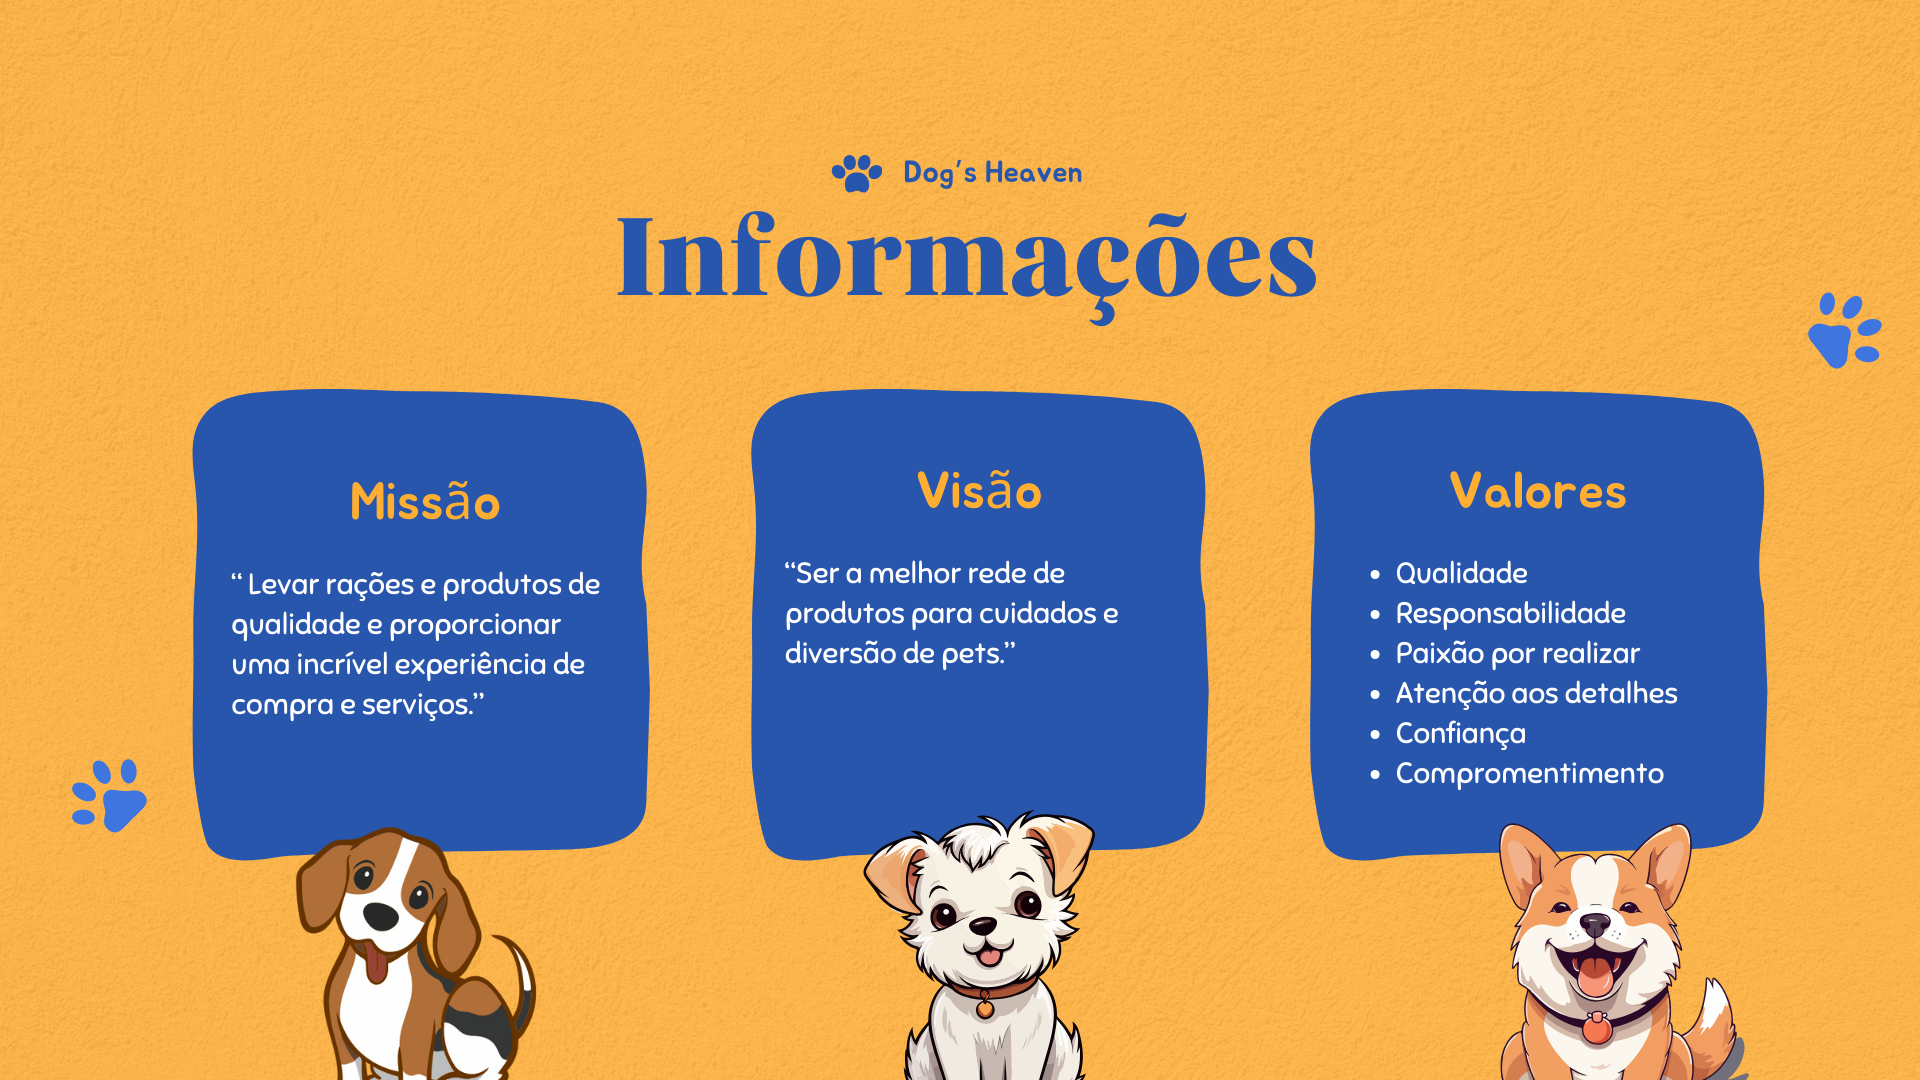 Dog's Heaven
Informações
Missão
“ Levar rações e produtos de
qualidade e proporcionar
uma incrível experiência de
compra e serviços.”
Visão
“Ser a melhor rede de
produtos para cuidados e
diversão de pets.”
Valores
• Qualidade
• Responsabilidade
• Paixão por realizar
• Atenção aos detalhes
• Confiança
• Compromentimento